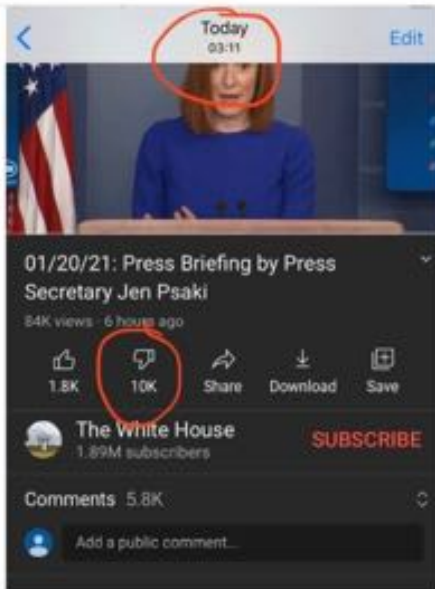 Today
03:11
Edit
01/20/21: Press Briefing by Press
Secretary Jen Psaki
84K views · 6 hours ago
1.8K
10K
Share
Download
Save
The White House
1.89M subscribers
SUBSCRIBE
Comments 5.8K
Add a public comment...